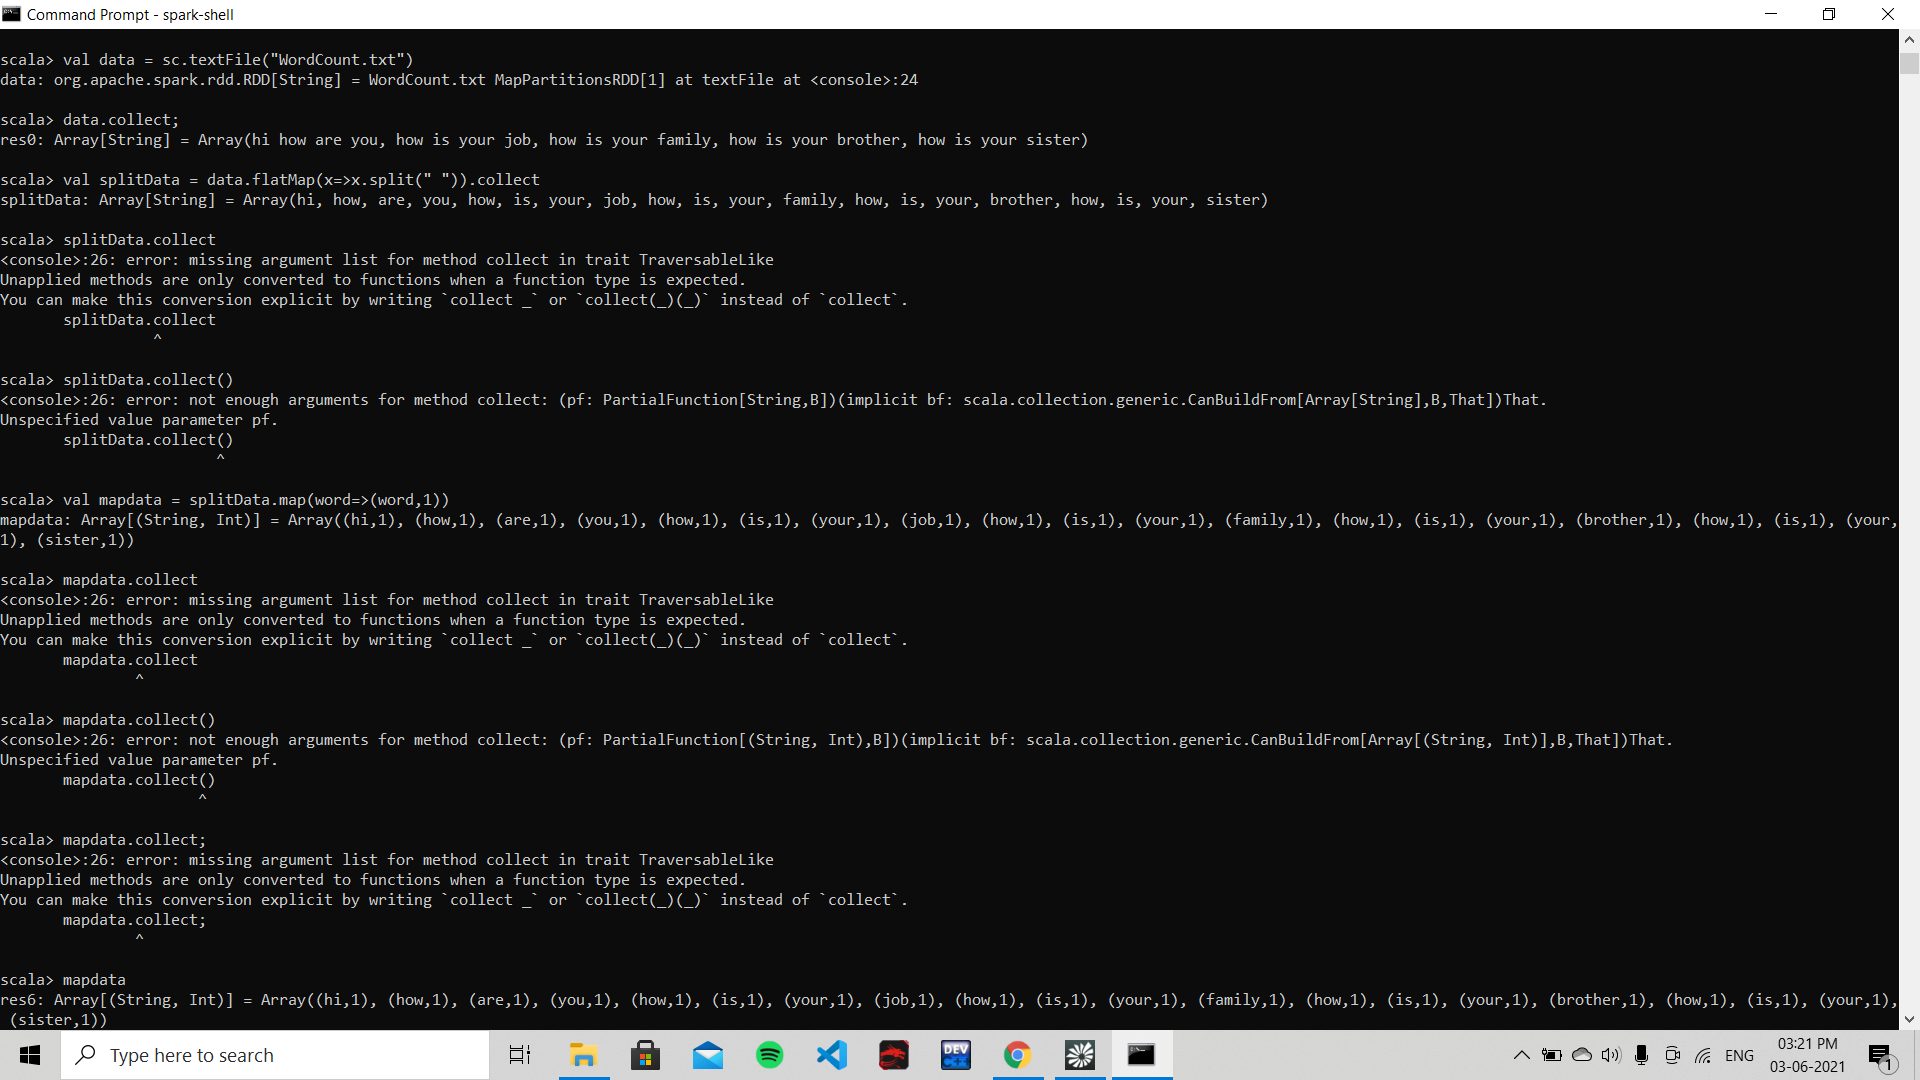 Command Prompt - spark-shell
scala> val data = sc.textFile("WordCount.txt")
data: org.apache.spark.rdd.RDD[String] = WordCount.txt MapPartitionsRDD[1] at textFile at <console>:24
scala> data.collect;
res0: Array[String] = Array(hi how are you, how is your job, how is your family, how is your brother, how is your sister)
scala> val splitData = data.flatMap(x=>x.split(" ")).collect
splitData: Array[String] = Array(hi, how, are, you, how, is, your, job, how, is, your, family, how, is, your, brother, how, is, your, sister)
scala> splitData.collect
<console>:26: error: missing argument list for method collect in trait TraversableLike
Unapplied methods are only converted to functions when a function type is expected.
You can make this conversion explicit by writing `collect _` or `collect(_)(_)` instead of `collect`.
       splitData.collect
                 ^
scala> splitData.collect()
<console>:26: error: not enough arguments for method collect: (pf: PartialFunction[String,B])(implicit bf: scala.collection.generic.CanBuildFrom[Array[String],B,That])That.
Unspecified value parameter pf.
       splitData.collect()
                        ^
scala> val mapdata = splitData.map(word=>(word,1))
mapdata: Array[(String, Int)] = Array((hi,1), (how,1), (are,1), (you,1), (how,1), (is,1), (your,1), (job,1), (how,1), (is,1), (your,1), (family,1), (how,1), (is,1), (your,1), (brother,1), (how,1), (is,1), (your,
1), (sister,1))
scala> mapdata.collect
<console>:26: error: missing argument list for method collect in trait TraversableLike
Unapplied methods are only converted to functions when a function type is expected.
You can make this conversion explicit by writing `collect _` or `collect(_)(_)` instead of `collect`.
       mapdata.collect
               ^
scala> mapdata.collect()
<console>:26: error: not enough arguments for method collect: (pf: PartialFunction[(String, Int),B])(implicit bf: scala.collection.generic.CanBuildFrom[Array[(String, Int)],B,That])That.
Unspecified value parameter pf.
       mapdata.collect()
                      ^
scala> mapdata.collect;
<console>:26: error: missing argument list for method collect in trait TraversableLike
Unapplied methods are only converted to functions when a function type is expected.
You can make this conversion explicit by writing `collect _` or `collect(_)(_)` instead of `collect`.
       mapdata.collect;
               ^
scala> mapdata
res6: Array[(String, Int)] = Array((hi,1), (how,1), (are,1), (you,1), (how,1), (is,1), (your,1), (job,1), (how,1), (is,1), (your,1), (family,1), (how,1), (is,1), (your,1), (brother,1), (how,1), (is,1), (your,1),
 (sister,1))
Type here to search
DEV
C++
ENG
03:21 PM
03-06-2021
1